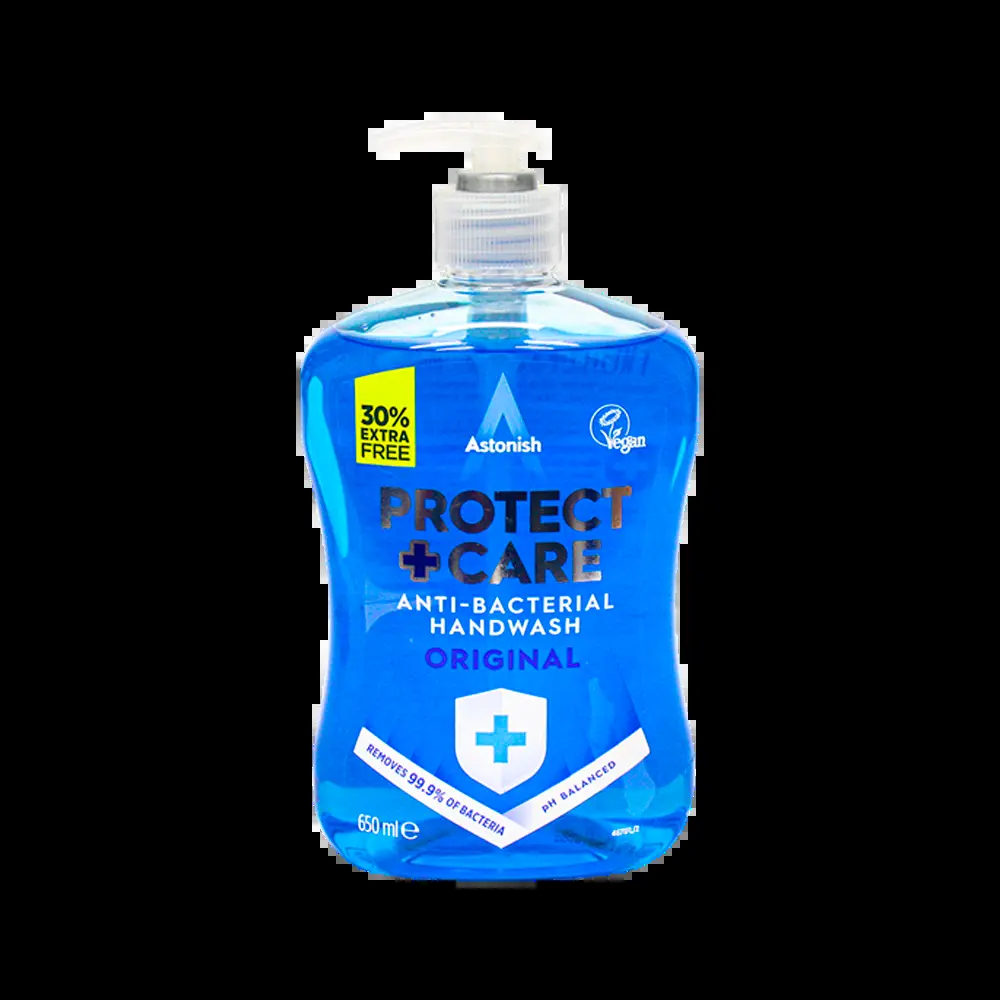 30%
EXTRA
FREE
Astonish
Vegan
PROTECT
+CARE
ANTI-BACTERIAL
HANDWASH
ORIGINAL
REMOVES 99.9% OF BACTERIA
pH BALANCED
650 ml e